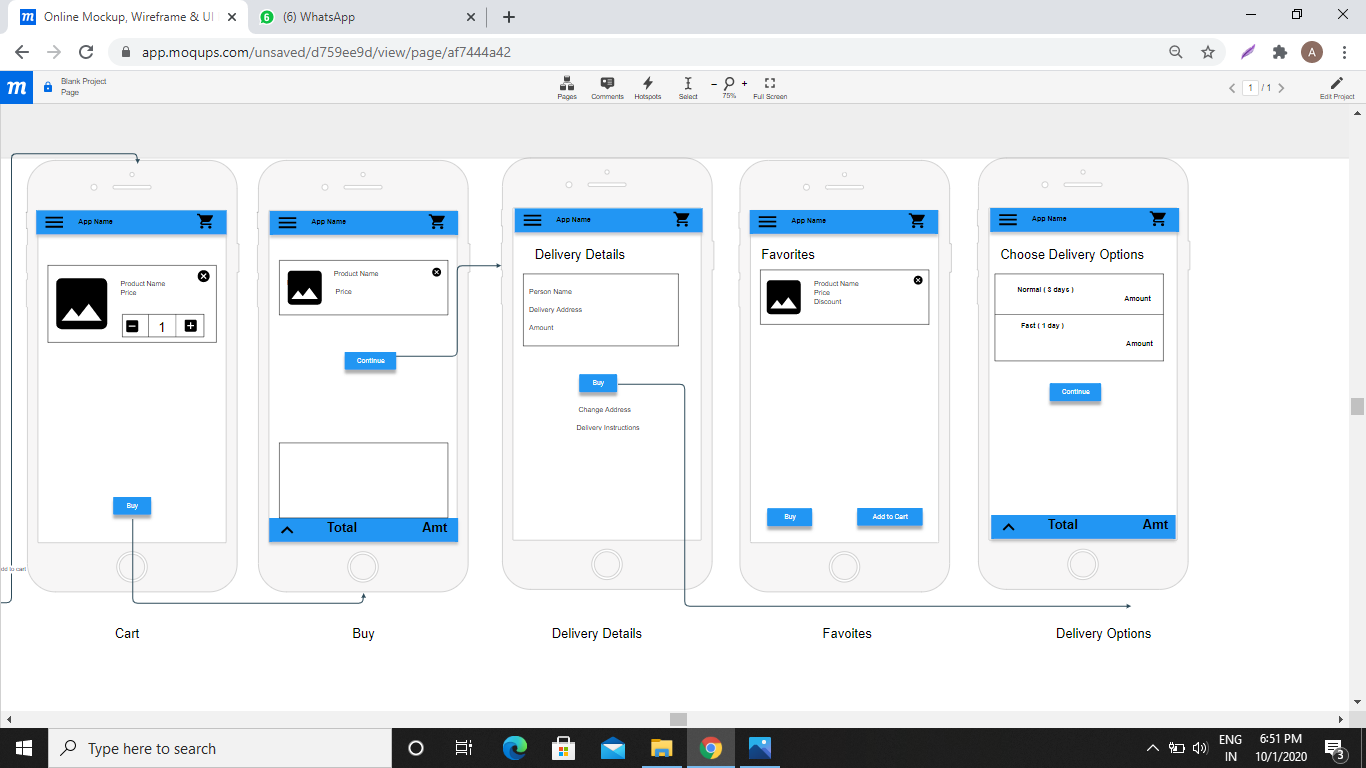 Online Mockup, Wireframe & UI
(6) WhatsApp
app.moqups.com/unsaved/d759ee9d/view/page/af7444a42
A
m
Blank Project
Page
Pages
Comments
Hotspots
Select
75%
Full Screen
1 / 1
Edit Project
App Name
Product Name
Price
1
Buy
Cart
App Name
Product Name
Price
Continue
Total Amt
Buy
App Name
Delivery Details
Person Name
Delivery Address
Amount
Buy
Change Address
Delivery Instructions
Delivery Details
App Name
Favorites
Product Name
Price
Discount
Buy Add to Cart
Favoites
App Name
Choose Delivery Options
Normal ( 3 days )
Amount
Fast ( 1 day )
Amount
Continue
Total Amt
Delivery Options
add to cart
Type here to search
ENG
IN
6:51 PM
10/1/2020
3